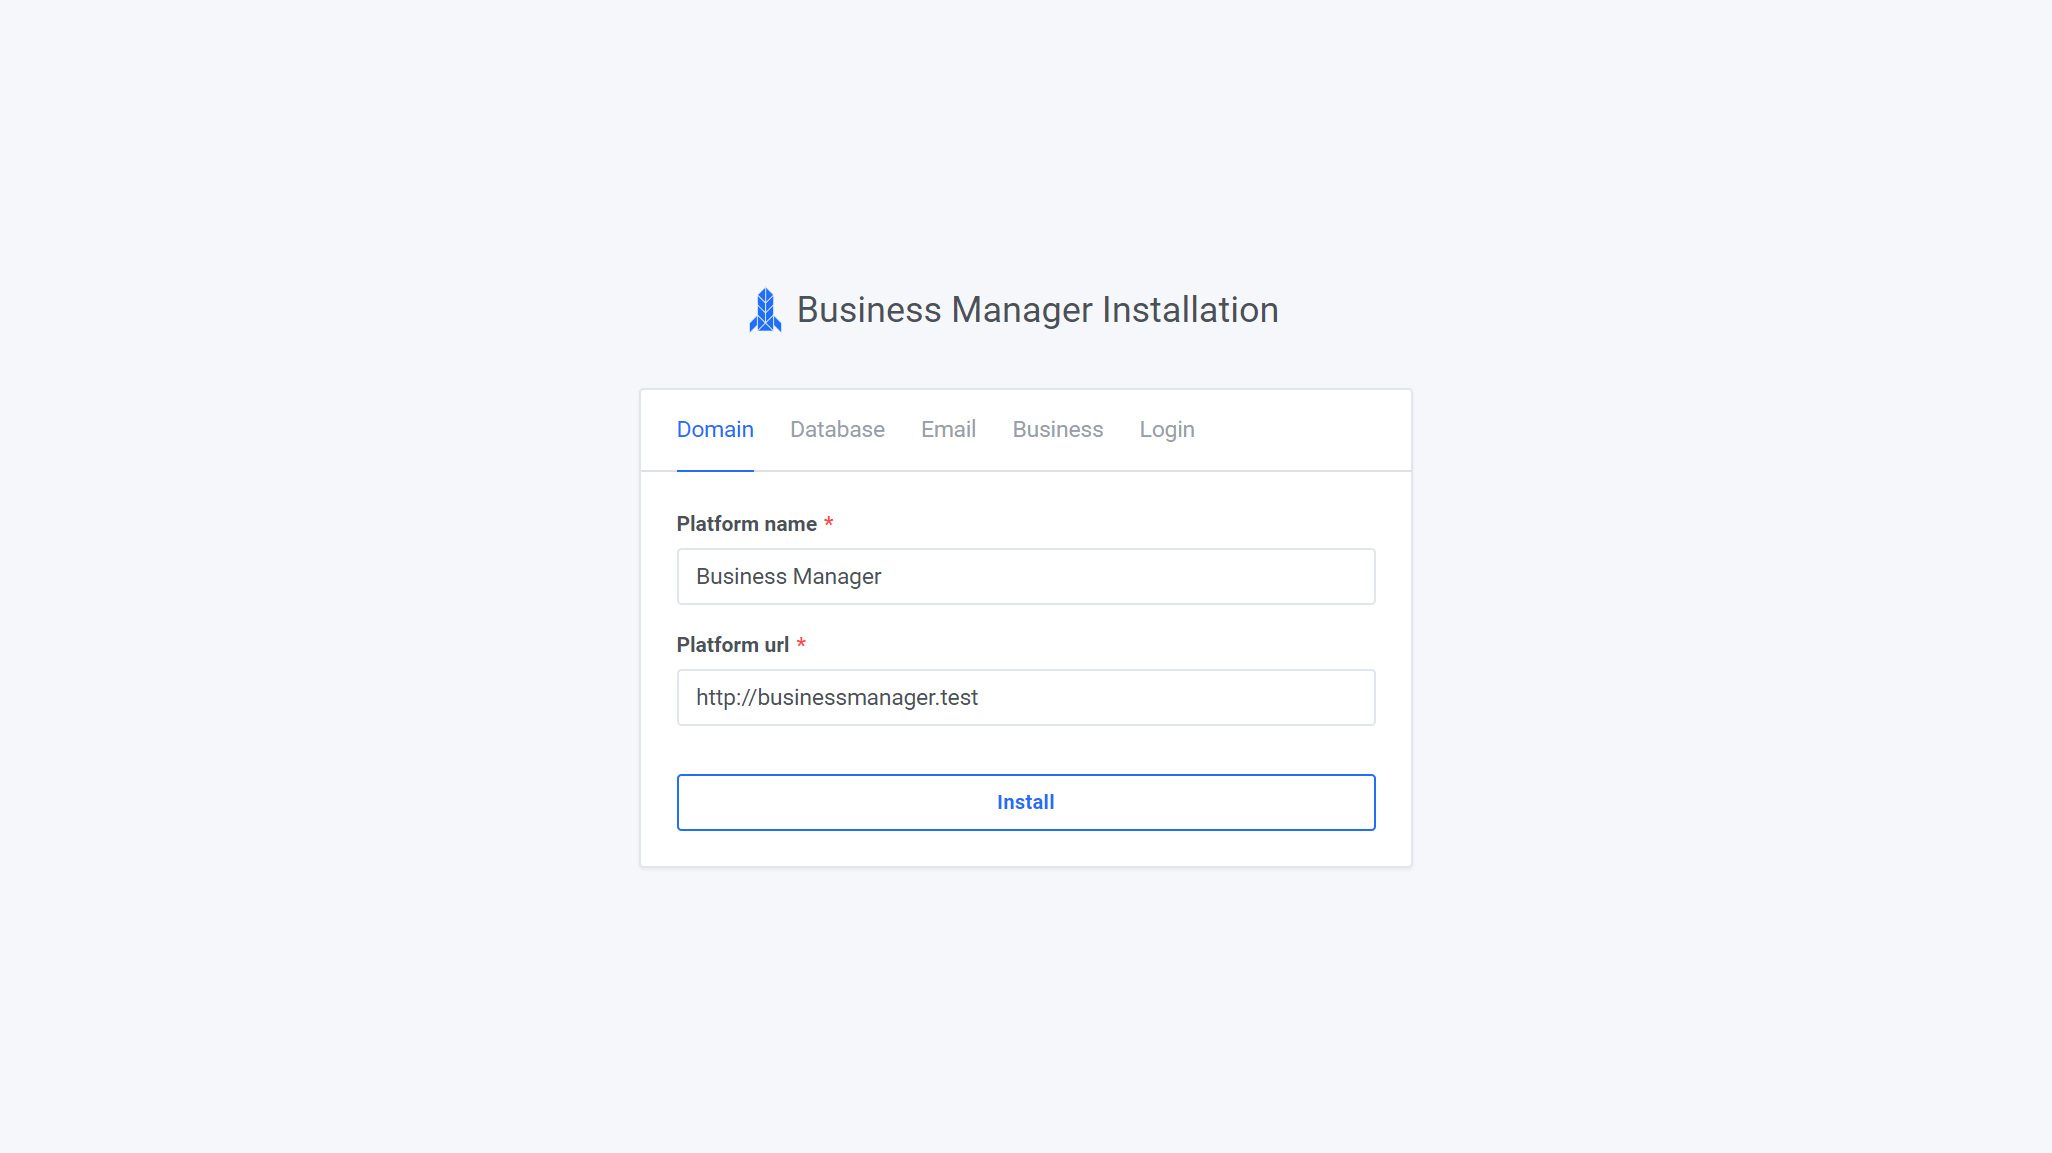 Business Manager Installation
Domain Database Email Business Login
Platform name *
Business Manager
Platform url *
http://businessmanager.test
Install